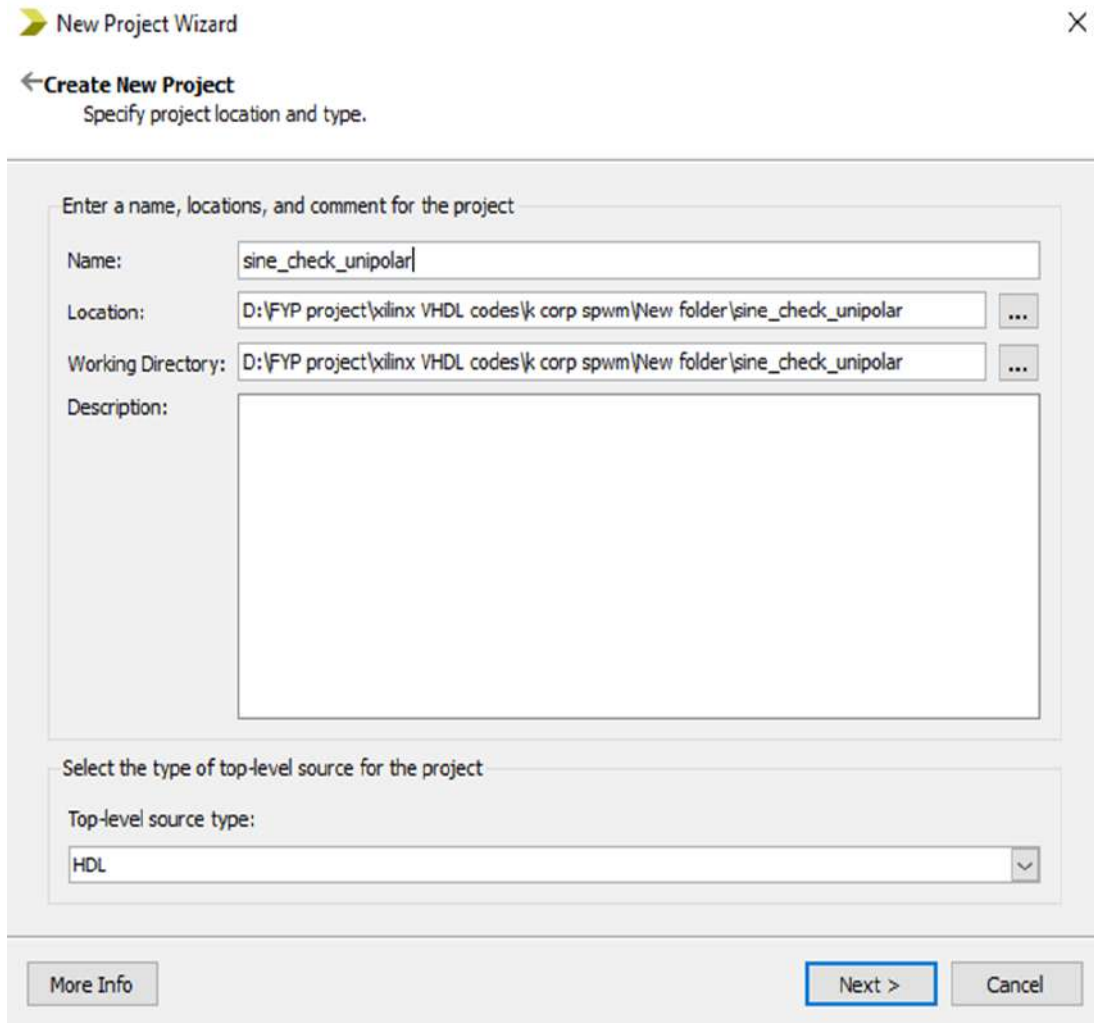 New Project Wizard
Create New Project
Specify project location and type.
Enter a name, locations, and comment for the project
Name: sine_check_unipolar
Location: D:\FYP project\xilinx VHDL codes\k corp spwm\New folder\sine_check_unipolar ...
Working Directory: D:\FYP project\xilinx VHDL codes\k corp spwm\New folder\sine_check_unipolar ...
Description:
Select the type of top-level source for the project
Top-level source type:
HDL
More Info Next > Cancel